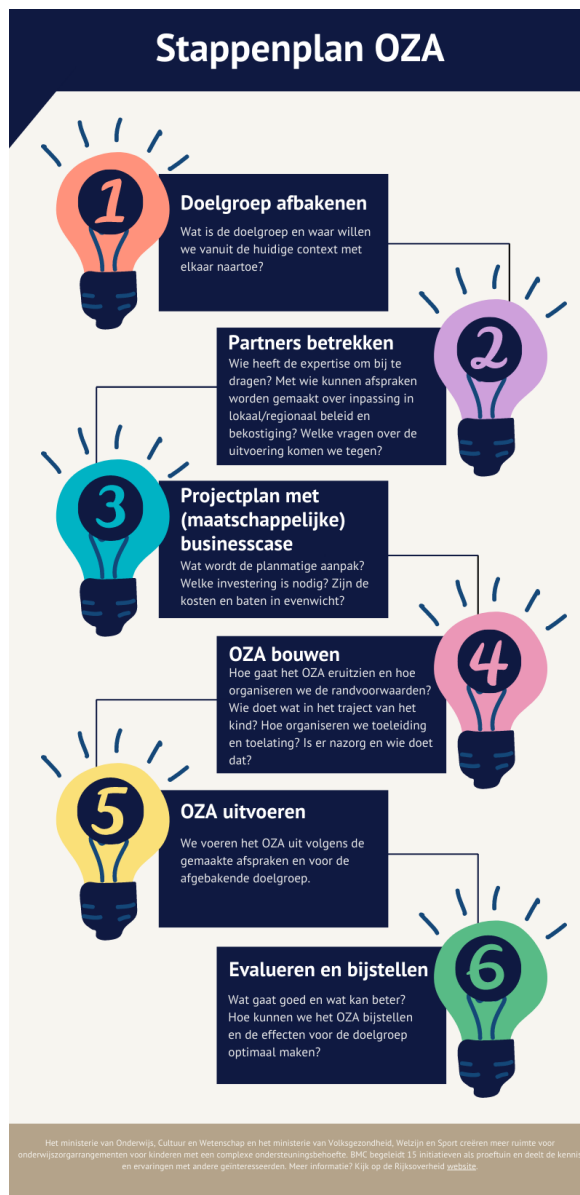 Stappenplan OZA
1
Doelgroep afbakenen
Wat is de doelgroep en waar willen
we vanuit de huidige context met
elkaar naartoe?
2
Partners betrekken
Wie heeft de expertise om bij te
dragen? Met wie kunnen afspraken
worden gemaakt over inpassing in
lokaal/regionaal beleid en
bekostiging? Welke vragen over de
uitvoering komen we tegen?
3
Projectplan met
(maatschappelijke)
businesscase
Wat wordt de planmatige aanpak?
Welke investering is nodig? Zijn de
kosten en baten in evenwicht?
4
OZA bouwen
Hoe gaat het OZA eruitzien en hoe
organiseren we de randvoorwaarden?
Wie doet wat in het traject van het
kind? Hoe organiseren we toeleiding
en toelating? Is er nazorg en wie doet
dat?
5
OZA uitvoeren
We voeren het OZA uit volgens de
gemaakte afspraken en voor de
afgebakende doelgroep.
6
Evalueren en bijstellen
Wat gaat goed en wat kan beter?
Hoe kunnen we het OZA bijstellen
en de effecten voor de doelgroep
optimaal maken?
Het ministerie van Onderwijs, Cultuur en Wetenschap en het ministerie van Volksgezondheid, Welzijn en Sport creëren meer ruimte voor
onderwijszorgarrangementen voor kinderen met een complexe ondersteuningsbehoefte. BMC begeleidt 15 initiatieven als proeftuin en deelt de kennis
en ervaringen met andere geïnteresseerden. Meer informatie? Kijk op de Rijksoverheid website.